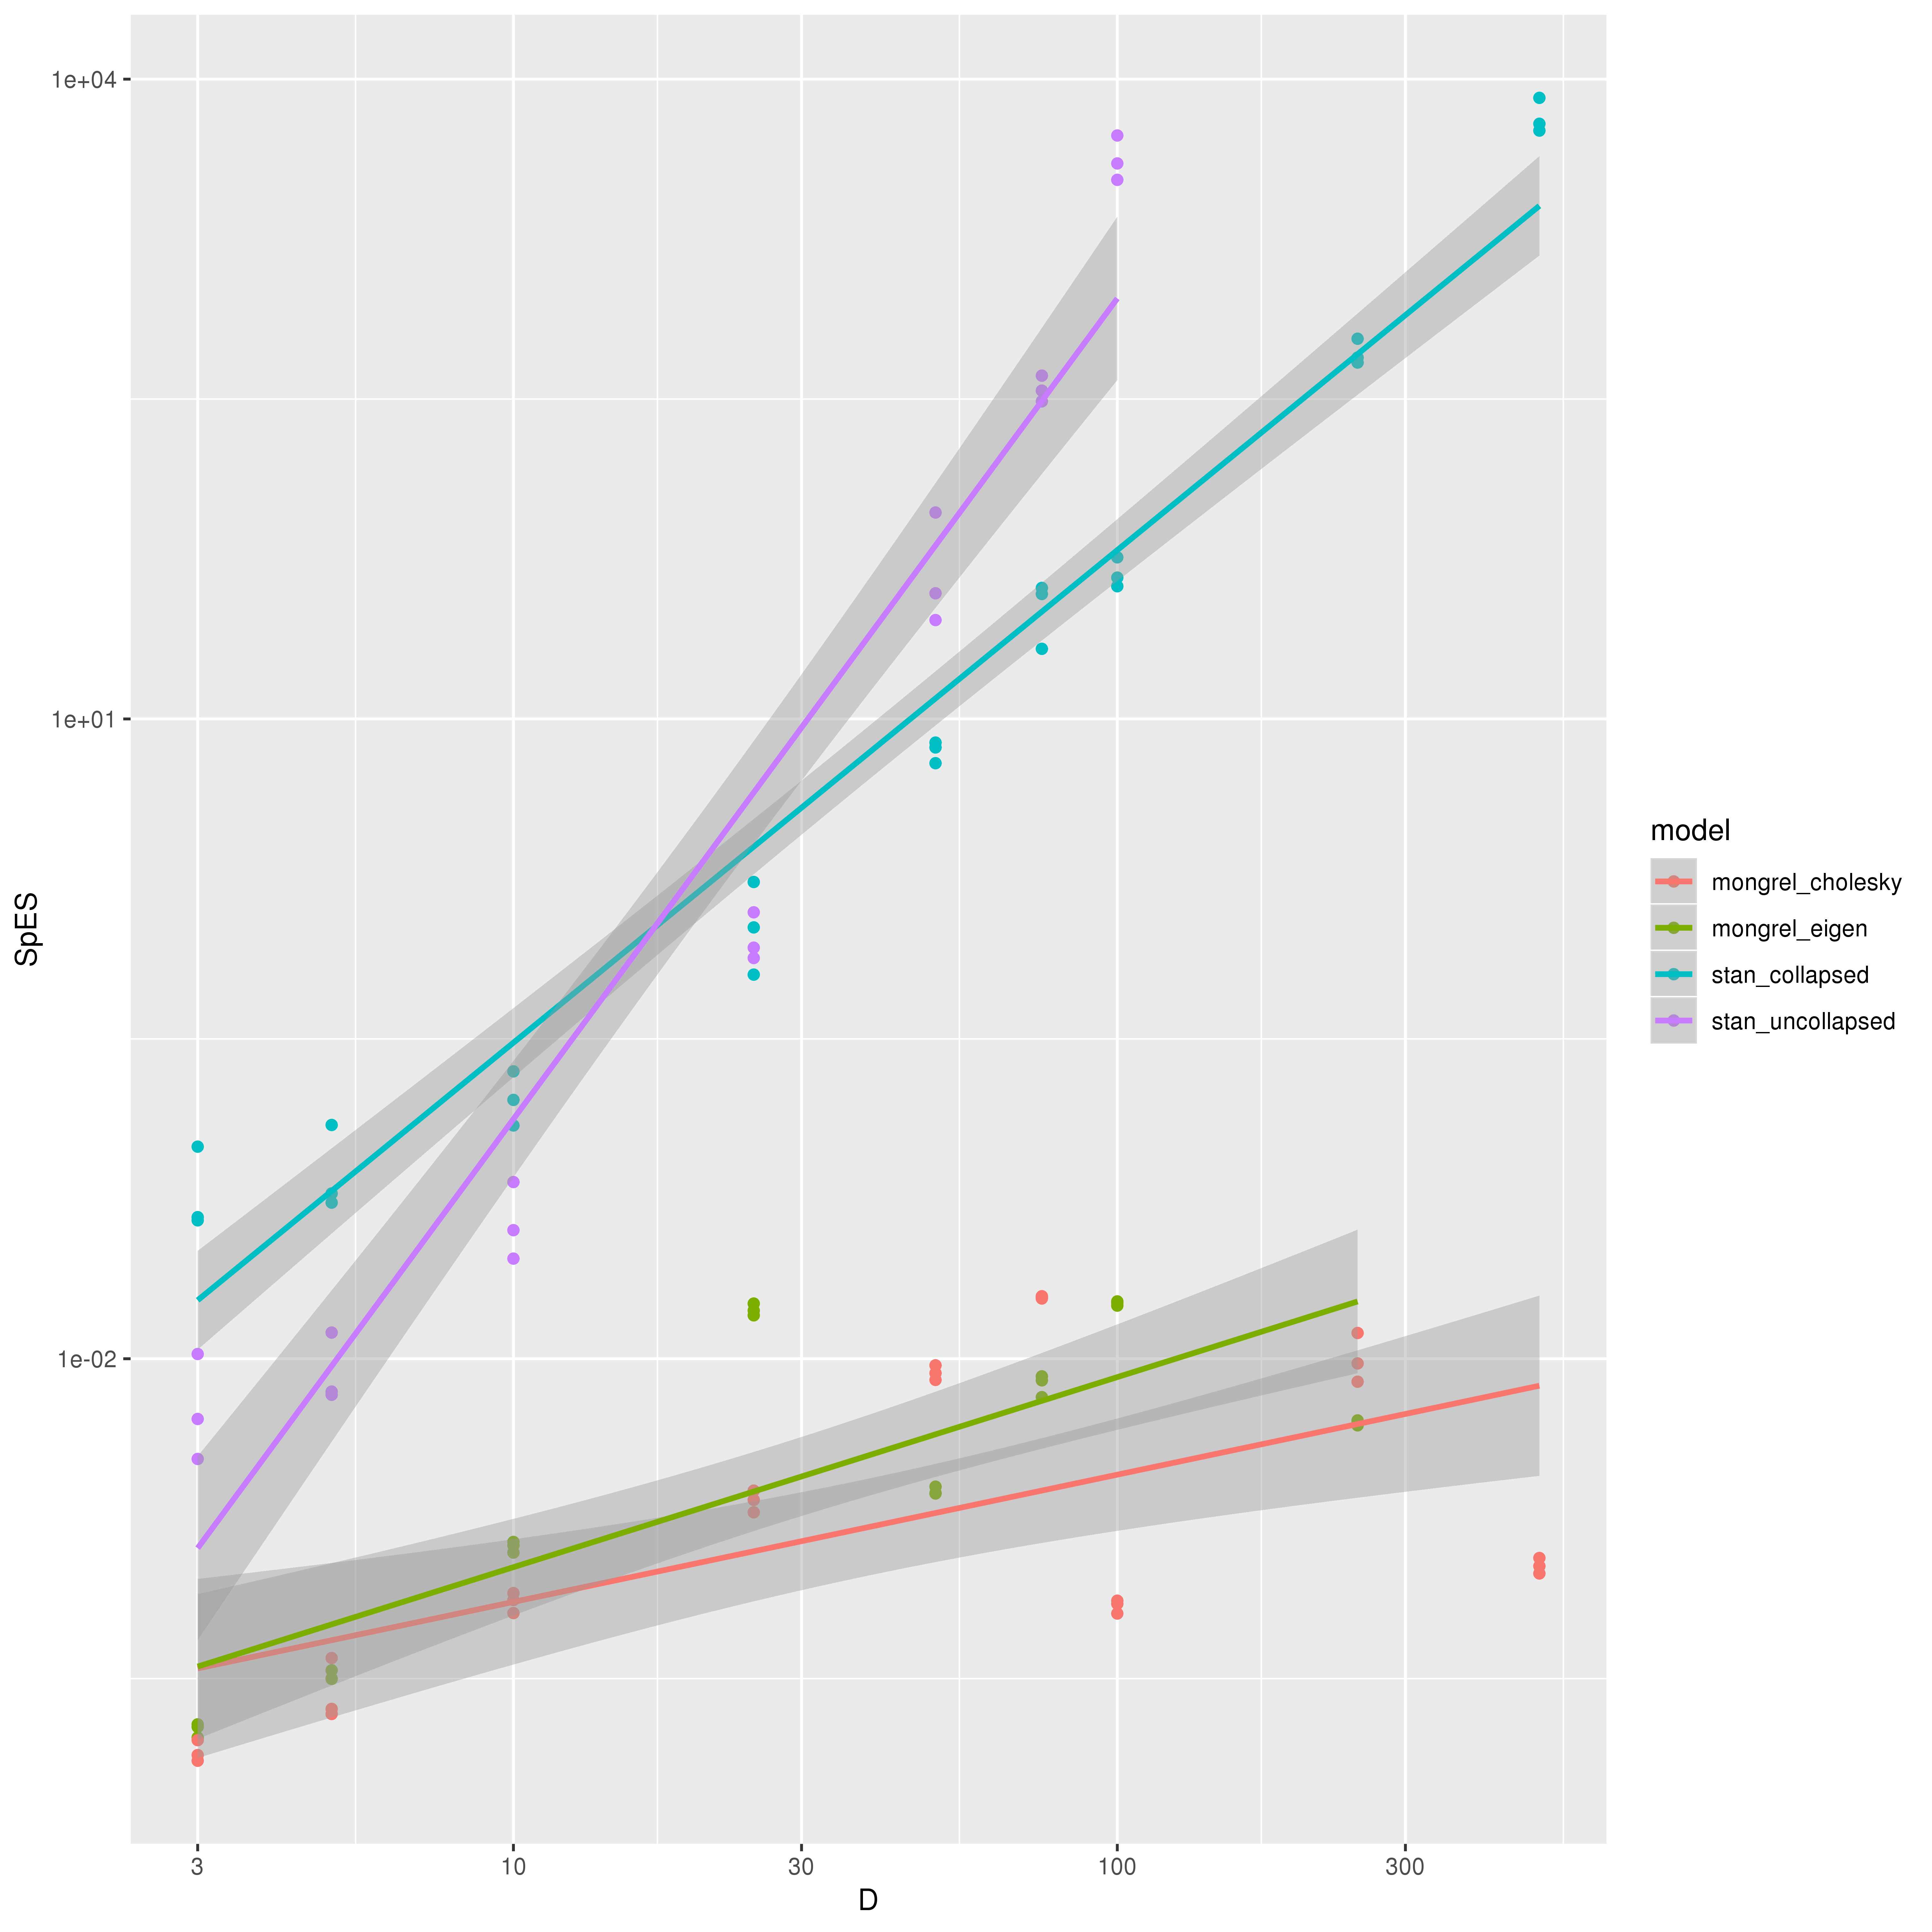 1e+04
1e+01
1e-02
SpES
3 10 30 100 300
D
model
mongrel_cholesky
mongrel_eigen
stan_collapsed
stan_uncollapsed